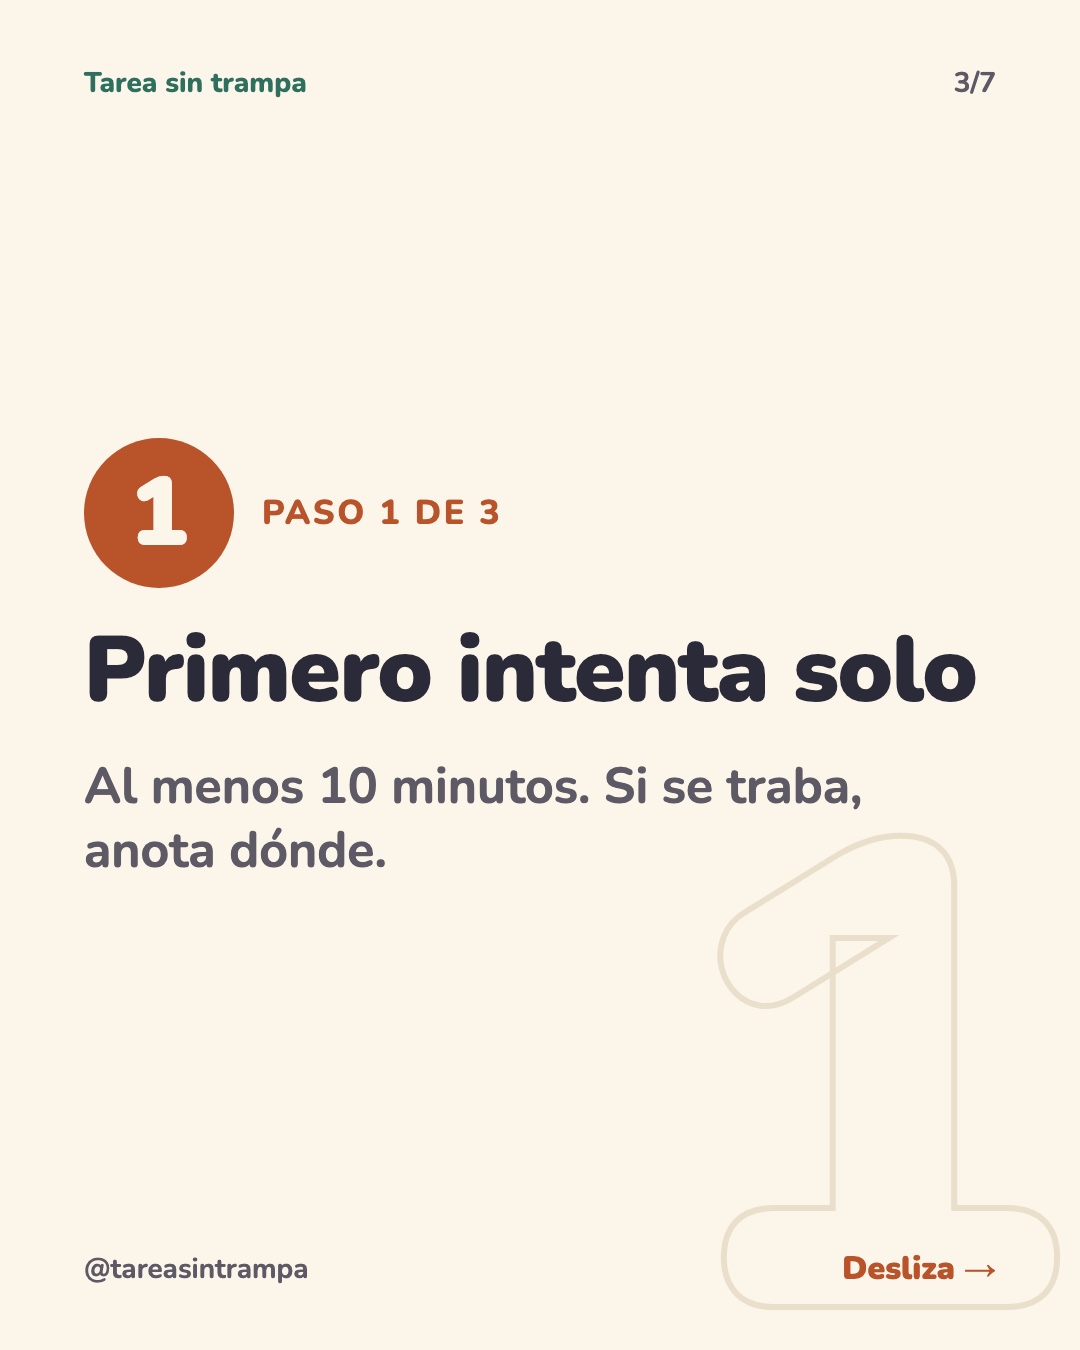 Tarea sin trampa
3/7
1
PASO 1 DE 3
Primero intenta solo
Al menos 10 minutos. Si se traba,
anota dónde.
1
@tareasintrampa
Desliza →